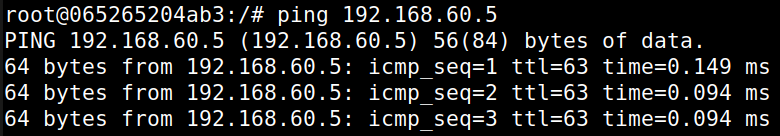 root@065265204ab3:/# ping 192.168.60.5
PING 192.168.60.5 (192.168.60.5) 56(84) bytes of data.
64 bytes from 192.168.60.5: icmp_seq=1 ttl=63 time=0.149 ms
64 bytes from 192.168.60.5: icmp_seq=2 ttl=63 time=0.094 ms
64 bytes from 192.168.60.5: icmp_seq=3 ttl=63 time=0.094 ms